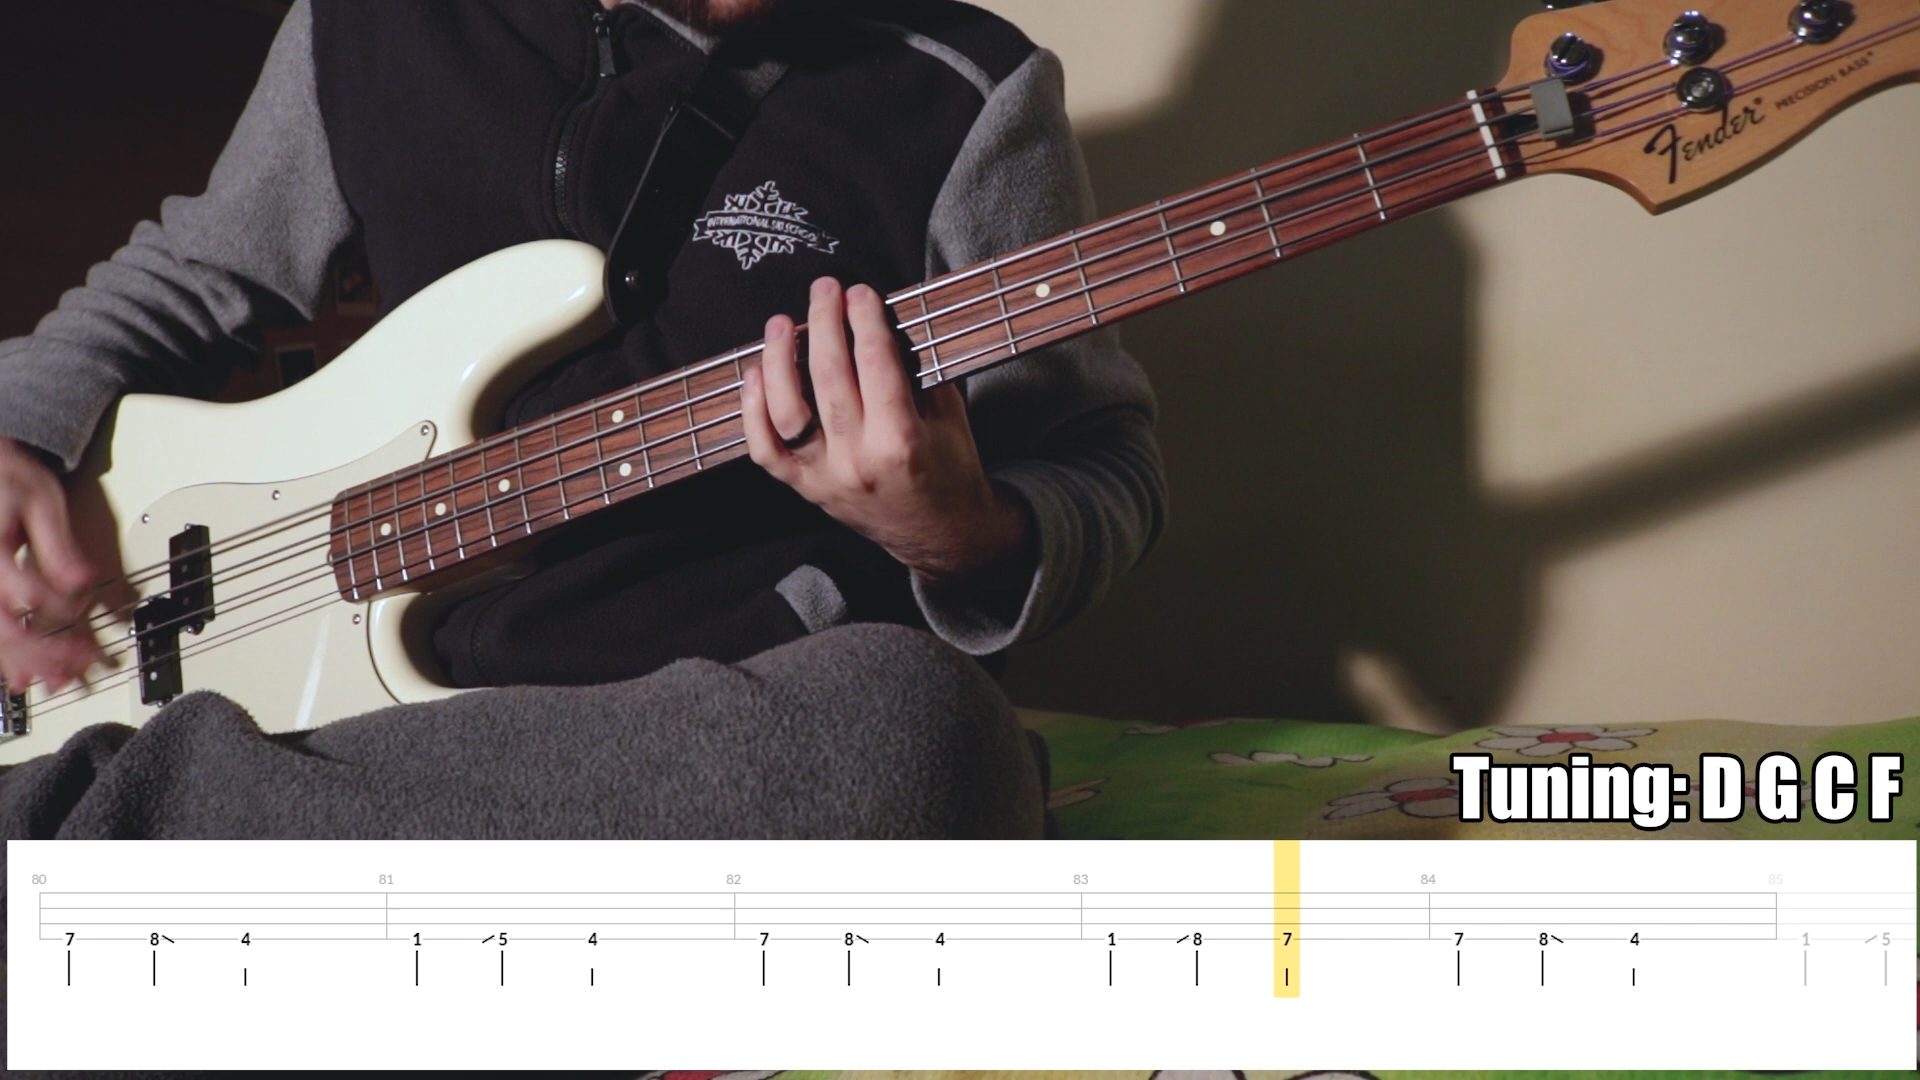 Fender PRECISION BASS
INTERNATIONAL SKI SCHOOL
Tuning: D G C F
80 81 82 83 84 85
7 8 4 1 5 4 7 8 4 1 8 7 7 8 4 1 5